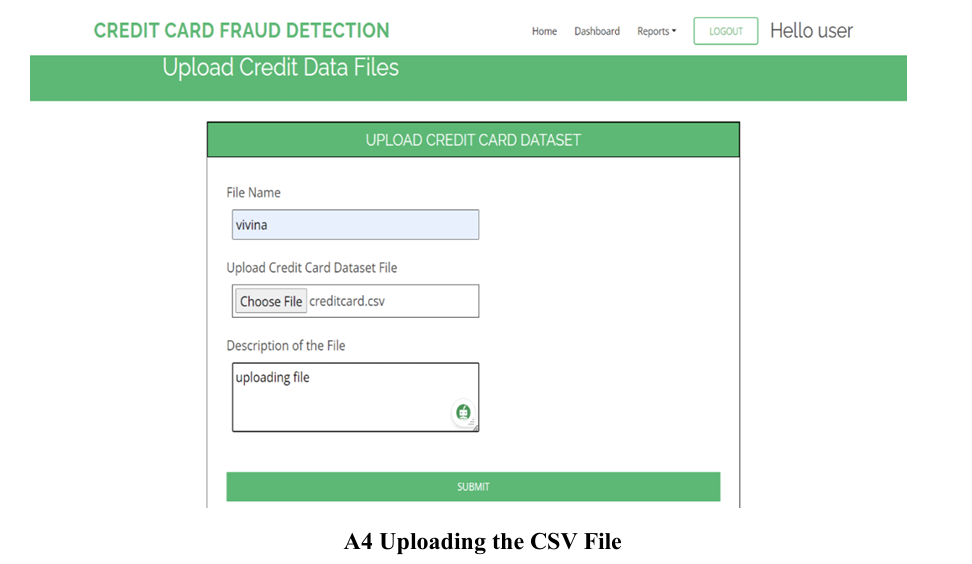 CREDIT CARD FRAUD DETECTION Home Dashboard Reports LOGOUT Hello user
Upload Credit Data Files
UPLOAD CREDIT CARD DATASET
File Name
vivina
Upload Credit Card Dataset File
Choose File creditcard.csv
Description of the File
uploading file
SUBMIT
A4 Uploading the CSV File